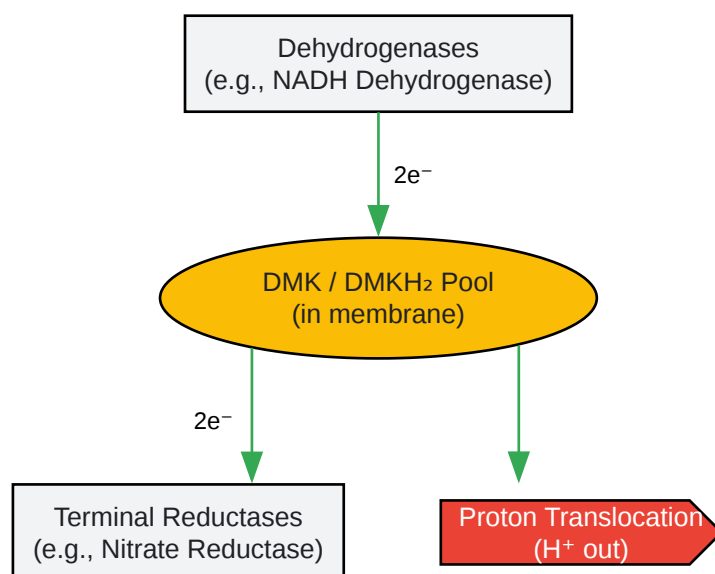 Dehydrogenases
(e.g., NADH Dehydrogenase)
2e⁻
DMK / DMKH₂ Pool
(in membrane)
2e⁻
Terminal Reductases
(e.g., Nitrate Reductase)
Proton Translocation
(H⁺ out)